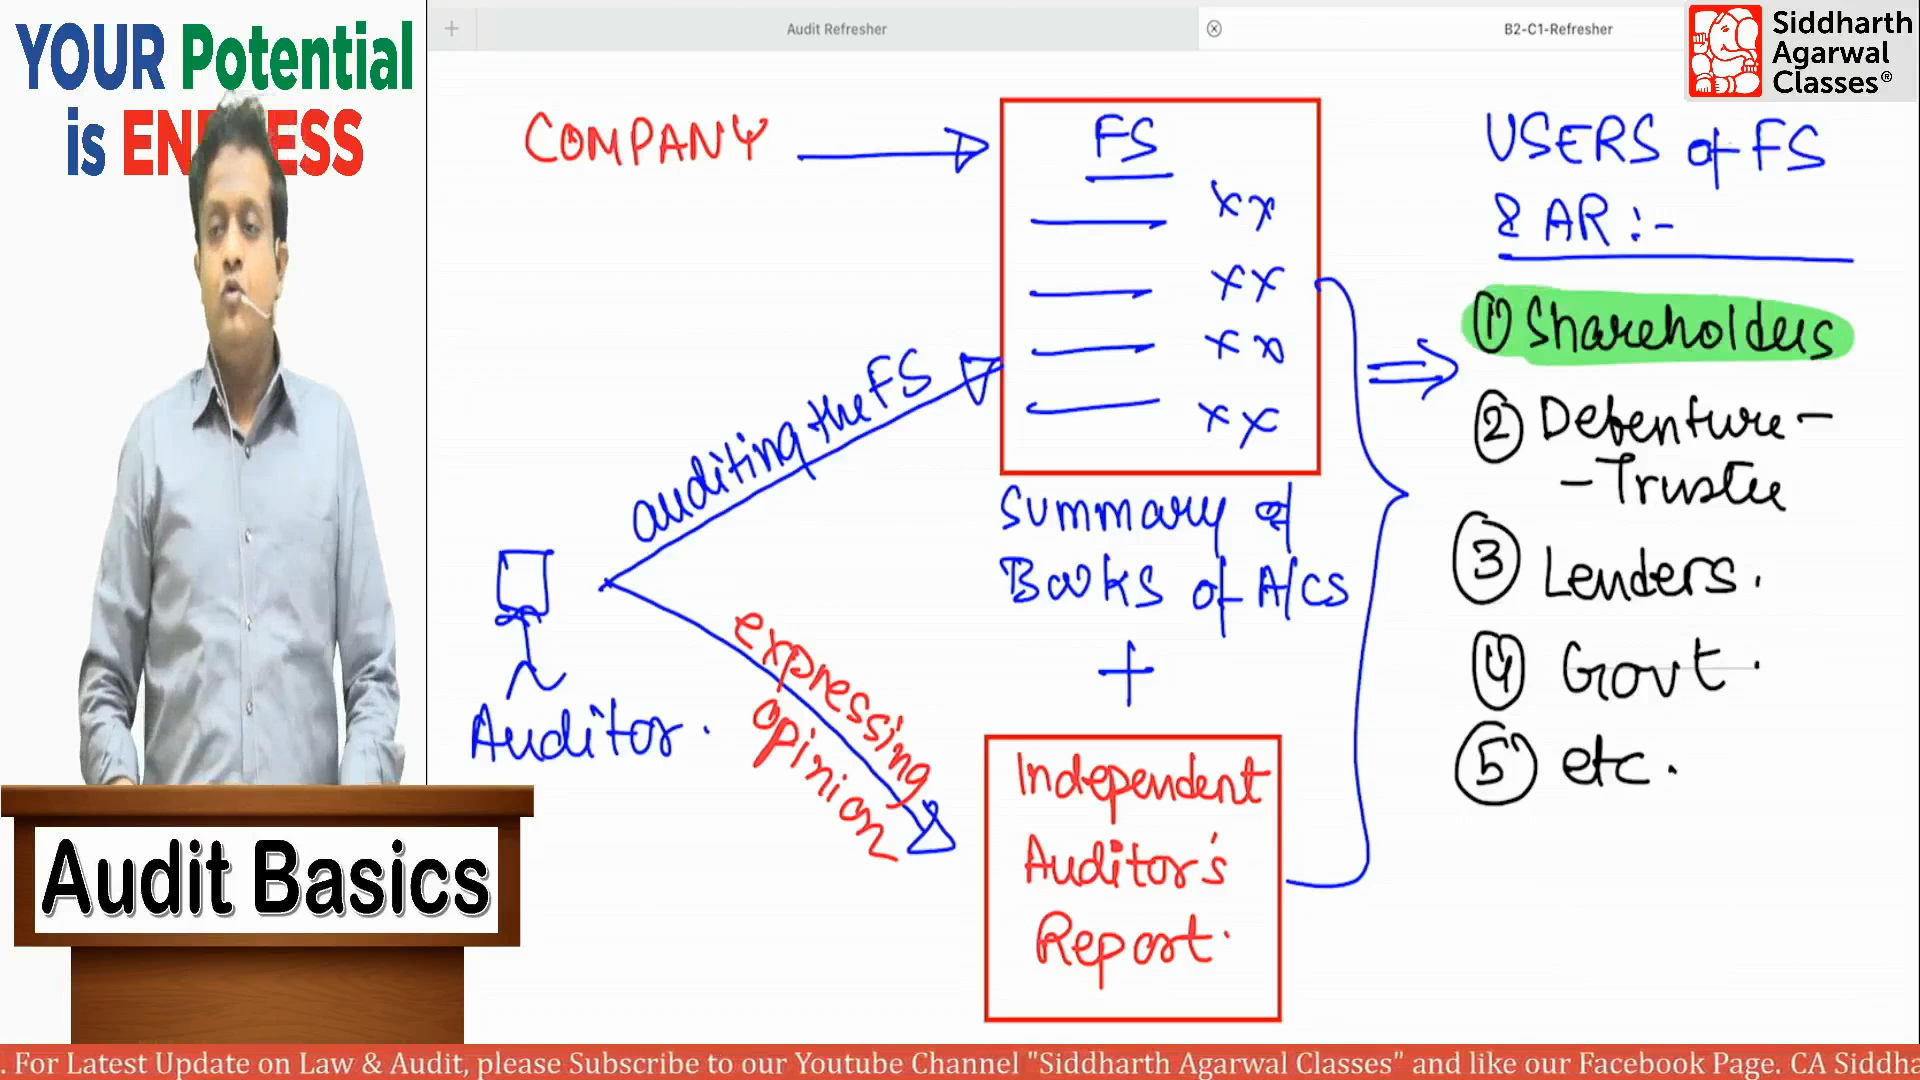 YOUR Potential
is ENDLESS
Audit Refresher
B2-C1-Refresher
Siddharth
Agarwal
Classes®
COMPANY
FS
xx
xx
xx
xx
Summary of
Books of A/CS
+
auditing the FS
Auditor.
expressing
opinion
Independent
Auditor's
Report.
USERS of FS
& AR:-
① Shareholders
② Debenture-
-Trustee
③ Lenders.
④ Govt.
⑤ etc.
Audit Basics
. For Latest Update on Law & Audit, please Subscribe to our Youtube Channel "Siddharth Agarwal Classes" and like our Facebook Page. CA Siddha